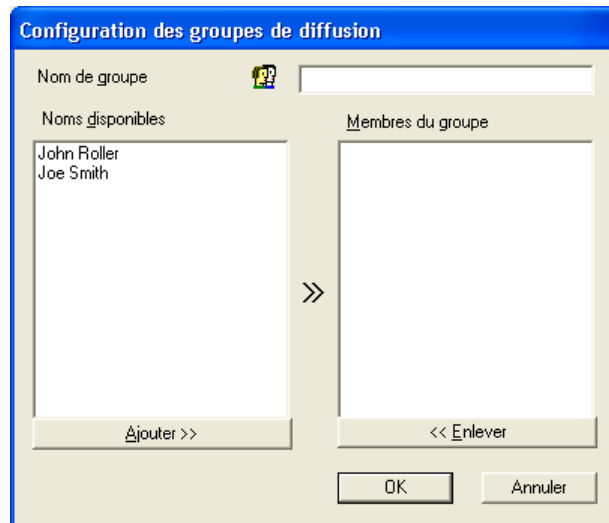 Configuration des groupes de diffusion
Nom de groupe
Noms disponibles
Membres du groupe
John Roller
Joe Smith
Ajouter >>
<< Enlever
OK
Annuler